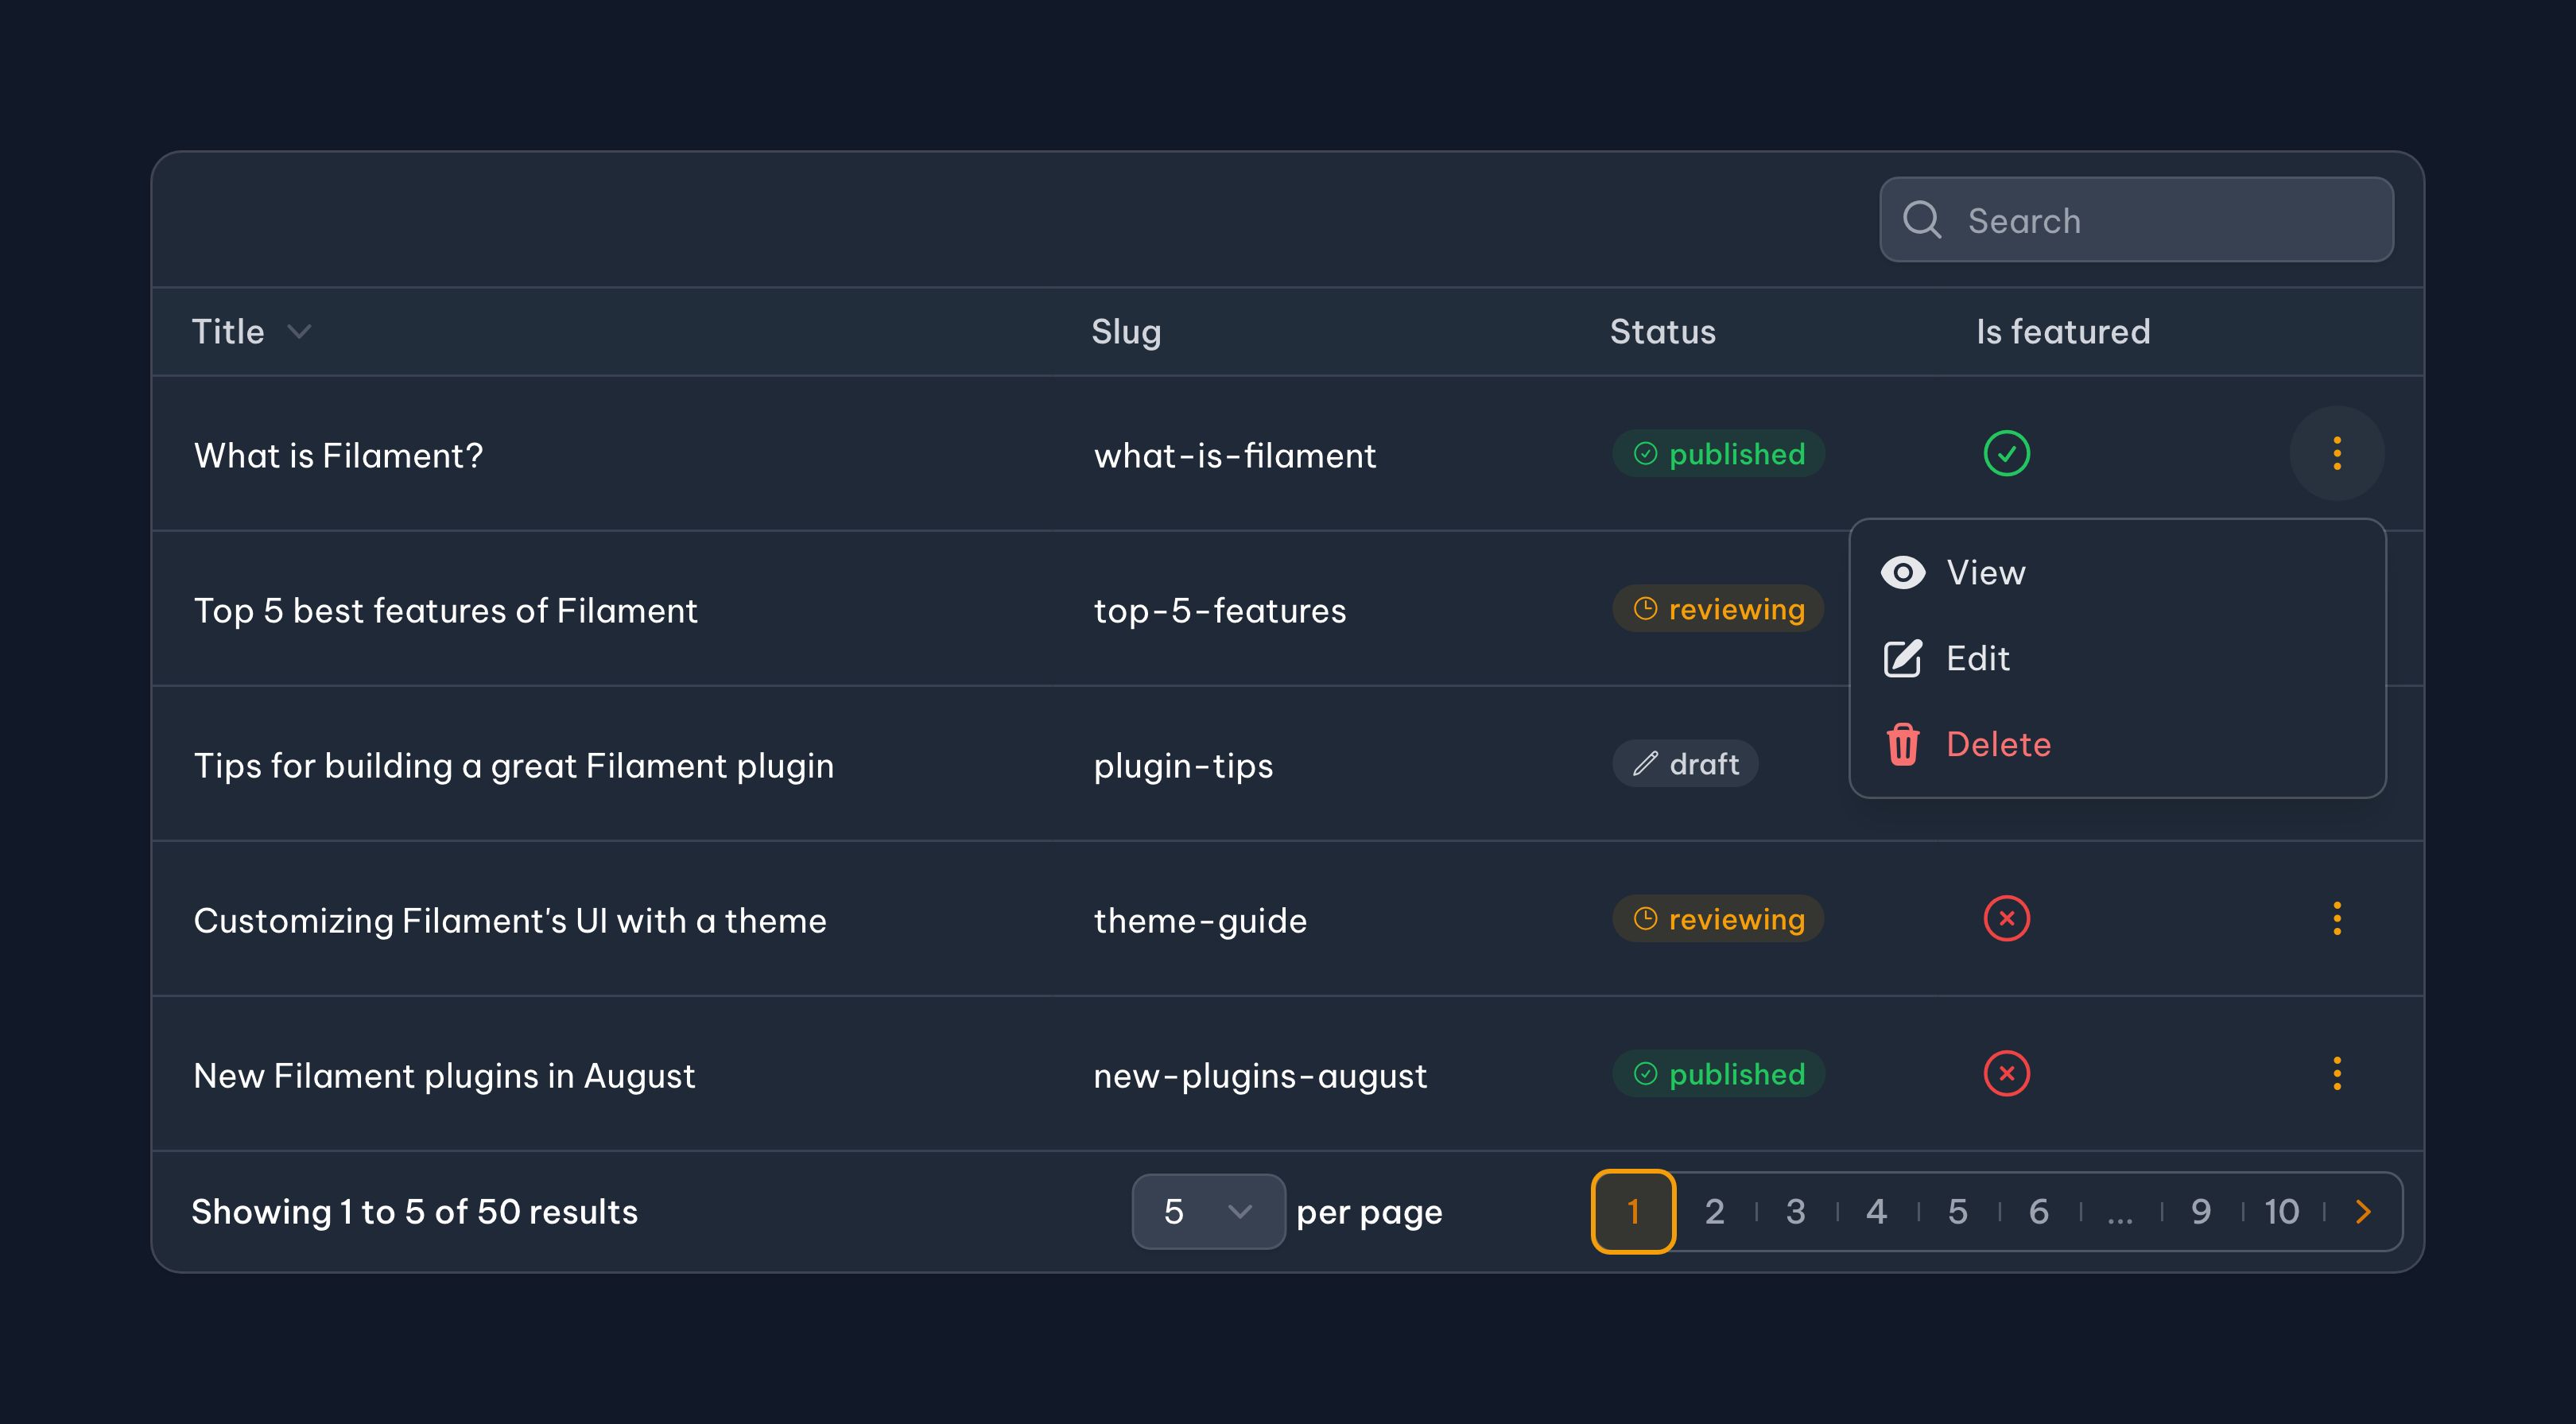 Search
Title Slug Status Is featured
What is Filament? what-is-filament published
View
Top 5 best features of Filament top-5-features reviewing
Edit
Delete
Tips for building a great Filament plugin plugin-tips draft
Customizing Filament's UI with a theme theme-guide reviewing
New Filament plugins in August new-plugins-august published
Showing 1 to 5 of 50 results 5 per page 1 2 3 4 5 6 ... 9 10